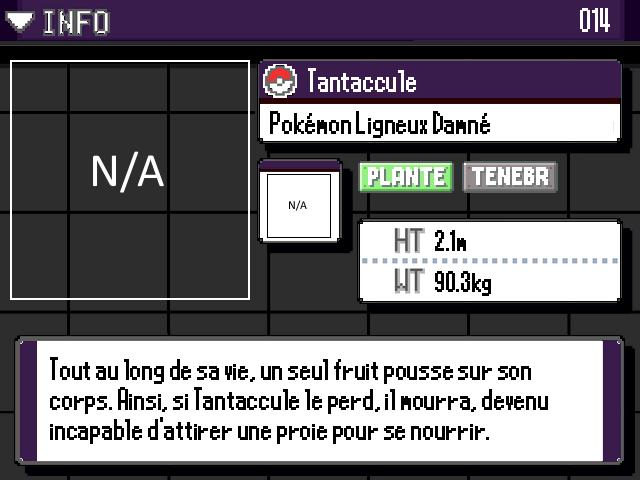 INFO
014
N/A
Tantaccule
Pokémon Ligneux Damné
N/A
PLANTE
TENEBR
HT 2.1m
WT 90.3kg
Tout au long de sa vie, un seul fruit pousse sur son
corps. Ainsi, si Tantaccule le perd, il mourra, devenu
incapable d'attirer une proie pour se nourrir.